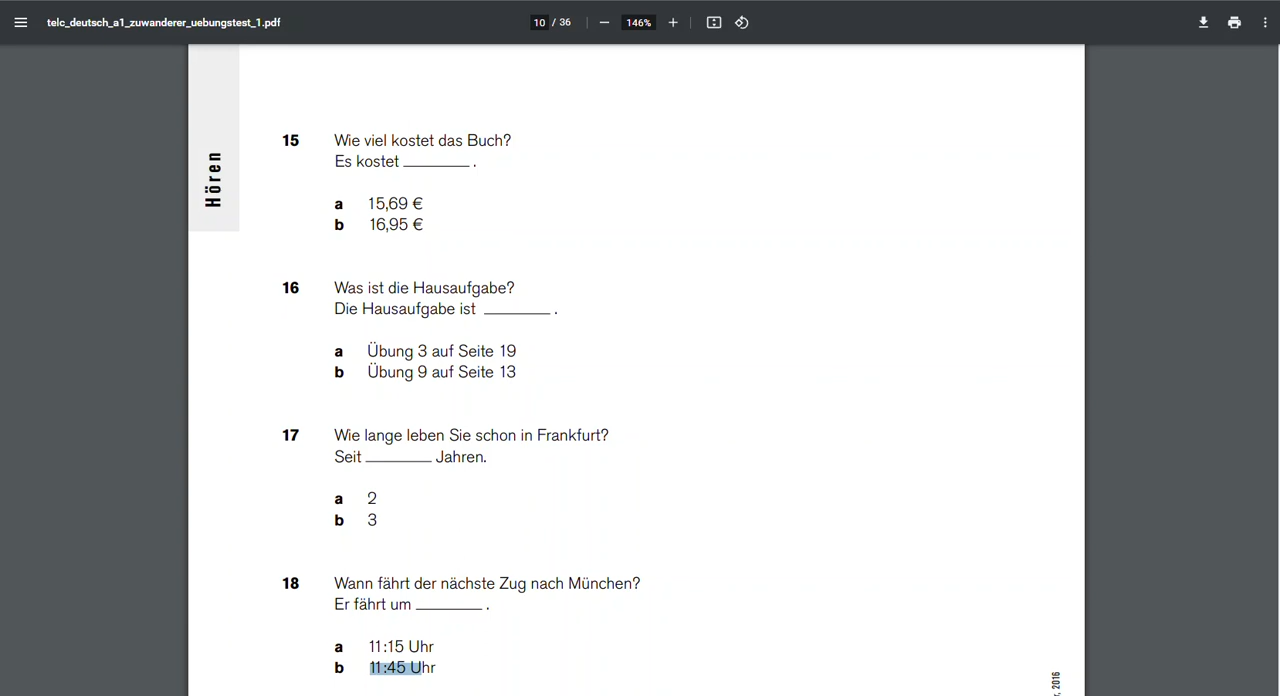 telc_deutsch_a1_zuwanderer_uebungstest_1.pdf
10 / 36
146%
Hören
15 Wie viel kostet das Buch?
Es kostet ________ .
a 15,69 €
b 16,95 €
16 Was ist die Hausaufgabe?
Die Hausaufgabe ist ________ .
a Übung 3 auf Seite 19
b Übung 9 auf Seite 13
17 Wie lange leben Sie schon in Frankfurt?
Seit ________ Jahren.
a 2
b 3
18 Wann fährt der nächste Zug nach München?
Er fährt um ________ .
a 11:15 Uhr
b 11:45 Uhr
, 2016